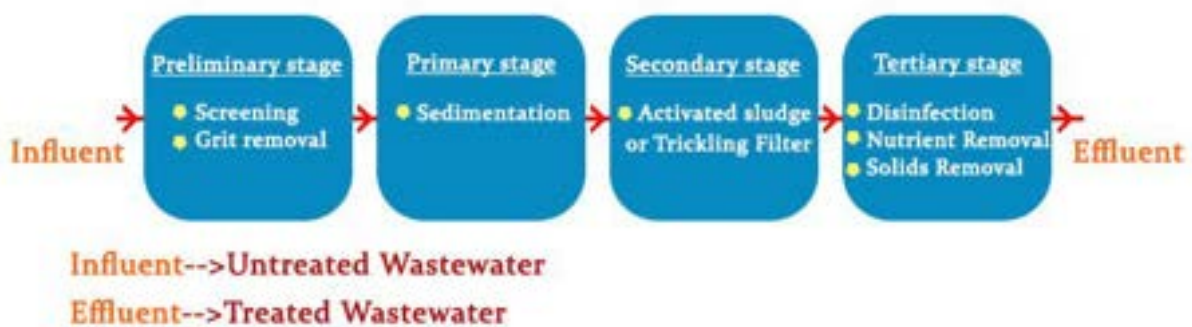 Preliminary stage
Screening
Grit removal
Primary stage
Sedimentation
Secondary stage
Activated sludge
or Trickling Filter
Tertiary stage
Disinfection
Nutrient Removal
Solids Removal
Influent
Effluent
Influent-->Untreated Wastewater
Effluent-->Treated Wastewater